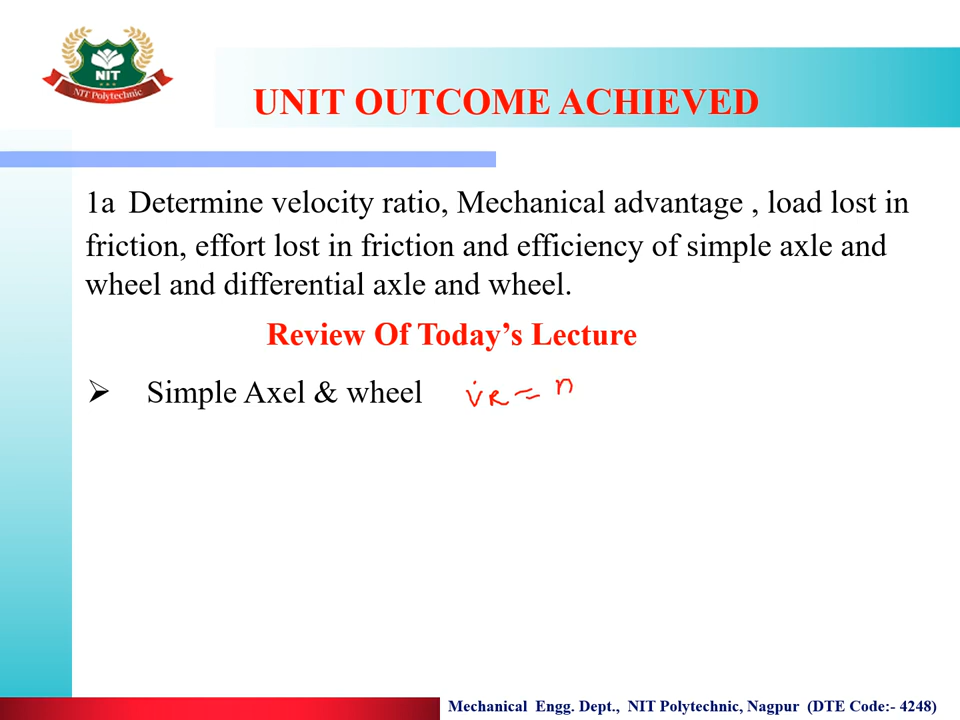 NIT
NIT Polytechnic
UNIT OUTCOME ACHIEVED
1a Determine velocity ratio, Mechanical advantage , load lost in
friction, effort lost in friction and efficiency of simple axle and
wheel and differential axle and wheel.
Review Of Today’s Lecture
➢ Simple Axel & wheel VR = n
Mechanical Engg. Dept., NIT Polytechnic, Nagpur (DTE Code:- 4248)